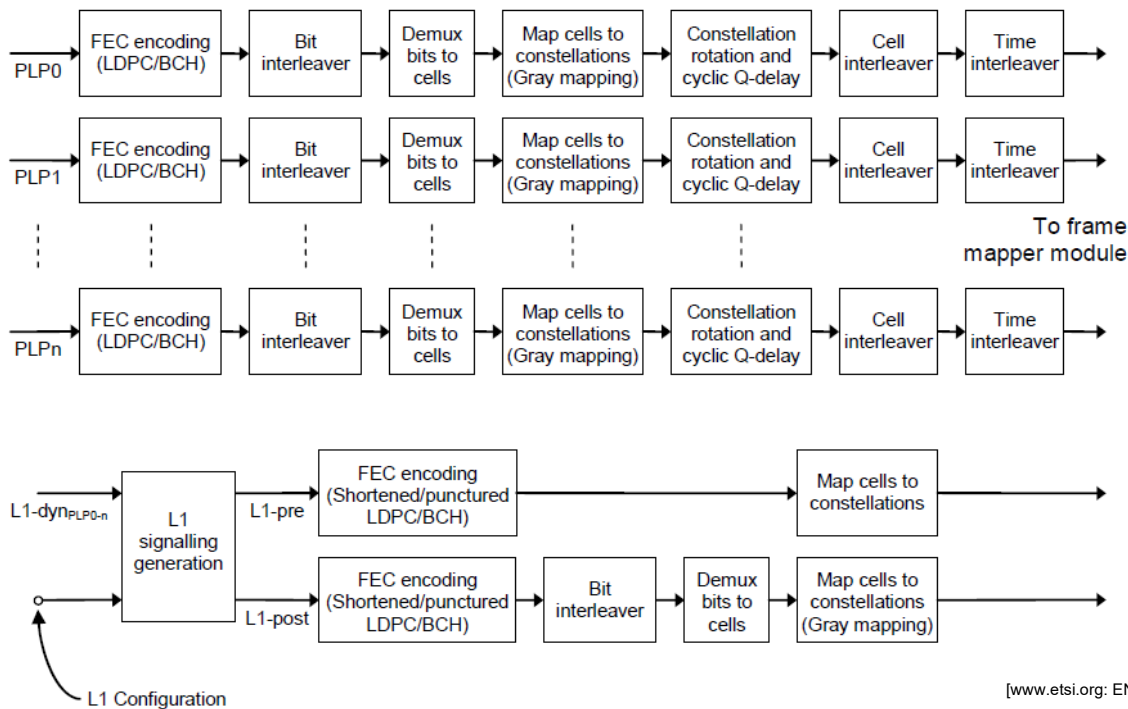 FEC encoding
(LDPC/BCH)
Bit
interleaver
Demux
bits to
cells
Map cells to
constellations
(Gray mapping)
Constellation
rotation and
cyclic Q-delay
Cell
interleaver
Time
interleaver
PLP0
FEC encoding
(LDPC/BCH)
Bit
interleaver
Demux
bits to
cells
Map cells to
constellations
(Gray mapping)
Constellation
rotation and
cyclic Q-delay
Cell
interleaver
Time
interleaver
PLP1
To frame
mapper module
FEC encoding
(LDPC/BCH)
Bit
interleaver
Demux
bits to
cells
Map cells to
constellations
(Gray mapping)
Constellation
rotation and
cyclic Q-delay
Cell
interleaver
Time
interleaver
PLPn
L1-dynPLP0-n
L1
signalling
generation
L1-pre
FEC encoding
(Shortened/punctured
LDPC/BCH)
Map cells to
constellations
L1-post
FEC encoding
(Shortened/punctured
LDPC/BCH)
Bit
interleaver
Demux
bits to
cells
Map cells to
constellations
(Gray mapping)
L1 Configuration
[www.etsi.org: EN